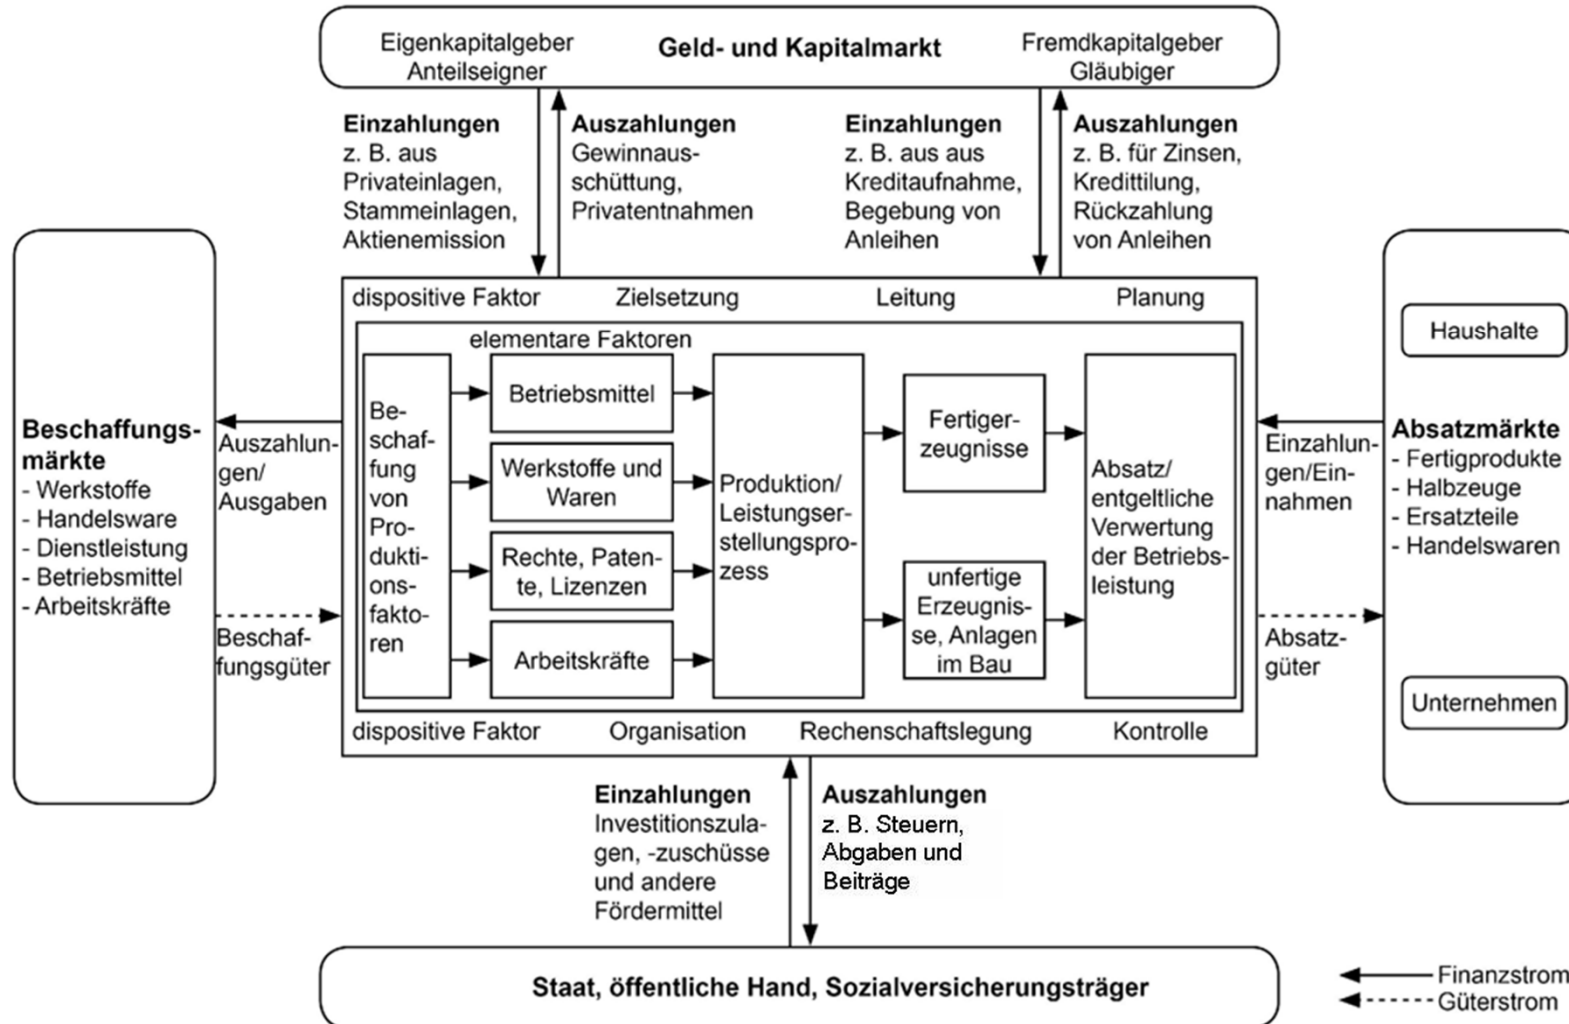 Eigenkapitalgeber
Anteilseigner
Geld- und Kapitalmarkt
Fremdkapitalgeber
Gläubiger
Einzahlungen
z. B. aus
Privateinlagen,
Stammeinlagen,
Aktienemission
Auszahlungen
Gewinnaus-
schüttung,
Privatentnahmen
Einzahlungen
z. B. aus aus
Kreditaufnahme,
Begebung von
Anleihen
Auszahlungen
z. B. für Zinsen,
Kredittilung,
Rückzahlung
von Anleihen
Beschaffungs-
märkte
- Werkstoffe
- Handelsware
- Dienstleistung
- Betriebsmittel
- Arbeitskräfte
Auszahlun-
gen/
Ausgaben
Beschaf-
fungsgüter
dispositive Faktor
Zielsetzung
Leitung
Planung
elementare Faktoren
Be-
schaf-
fung
von
Pro-
dukti-
ons-
fakto-
ren
Betriebsmittel
Werkstoffe und
Waren
Rechte, Paten-
te, Lizenzen
Arbeitskräfte
Produktion/
Leistungser-
stellungspro-
zess
Fertiger-
zeugnisse
unfertige
Erzeugnis-
se, Anlagen
im Bau
Absatz/
entgeltliche
Verwertung
der Betriebs-
leistung
dispositive Faktor
Organisation
Rechenschaftslegung
Kontrolle
Einzahlun-
gen/Ein-
nahmen
Absatz-
güter
Haushalte
Absatzmärkte
- Fertigprodukte
- Halbzeuge
- Ersatzteile
- Handelswaren
Unternehmen
Einzahlungen
Investitionszula-
gen, -zuschüsse
und andere
Fördermittel
Auszahlungen
z. B. Steuern,
Abgaben und
Beiträge
Staat, öffentliche Hand, Sozialversicherungsträger
Finanzstrom
Güterstrom